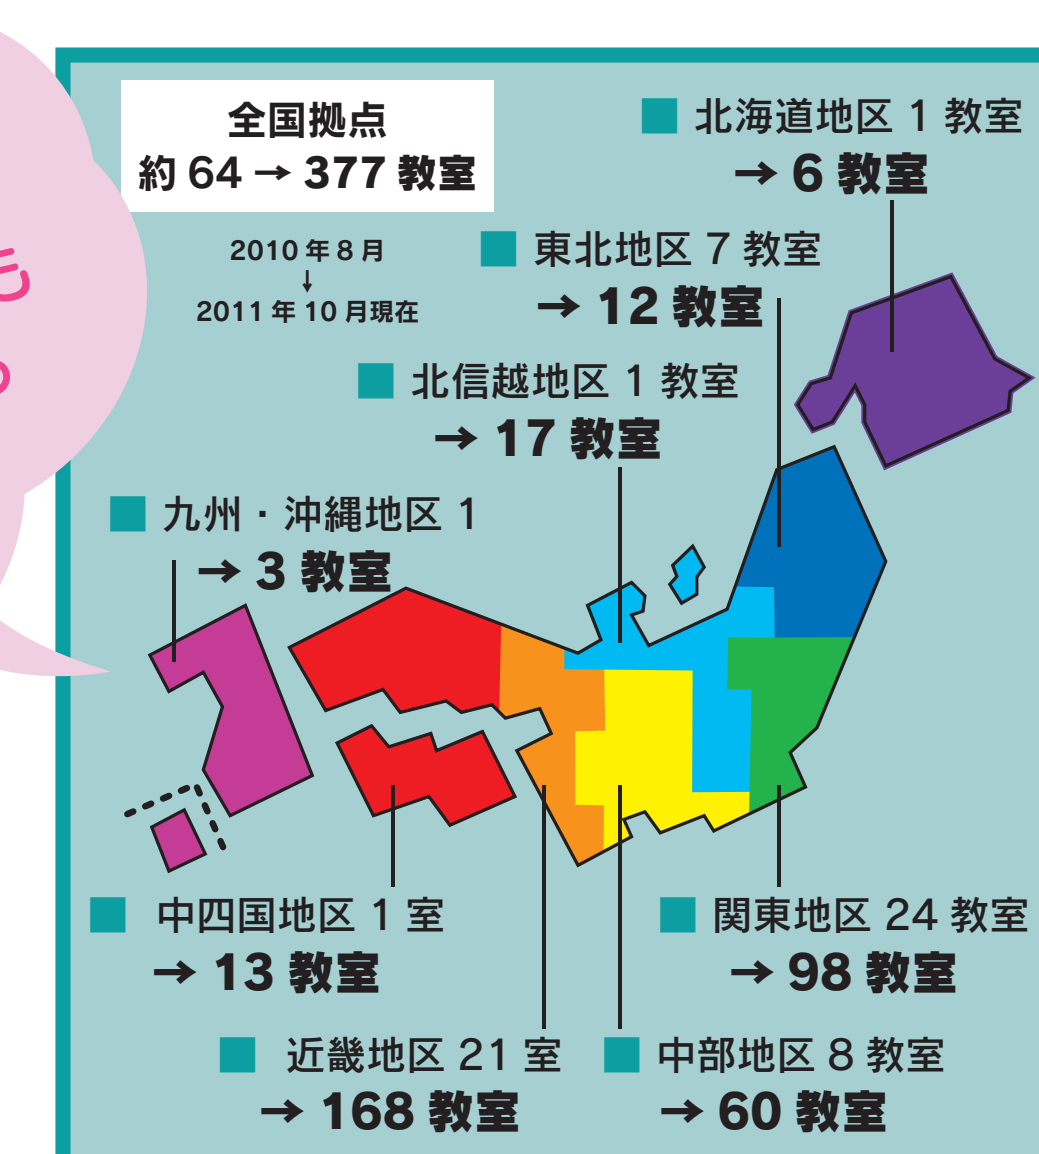 も
全国拠点
約 64 → 377 教室
2010 年 8 月
↓
2011 年 10 月現在
■ 北海道地区 1 教室
→ 6 教室
■ 東北地区 7 教室
→ 12 教室
■ 北信越地区 1 教室
→ 17 教室
■ 九州・沖縄地区 1
→ 3 教室
■ 中四国地区 1 室
→ 13 教室
■ 関東地区 24 教室
→ 98 教室
■ 近畿地区 21 室
→ 168 教室
■ 中部地区 8 教室
→ 60 教室